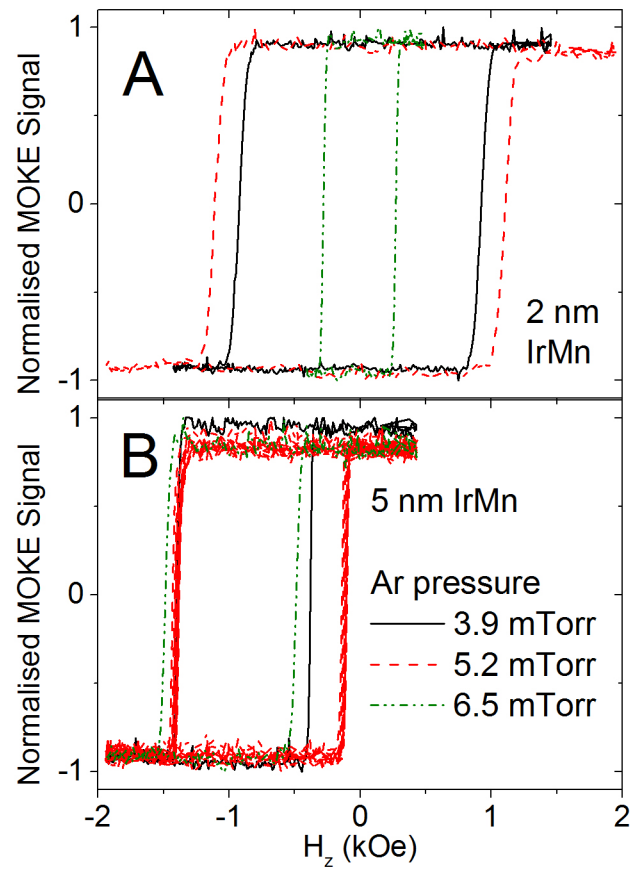 1
A
0
Normalised MOKE Signal
2 nm
IrMn
-1
1
B
5 nm IrMn
Ar pressure
3.9 mTorr
5.2 mTorr
6.5 mTorr
0
Normalised MOKE Signal
-1
-2 -1 0 1 2
H_z (kOe)